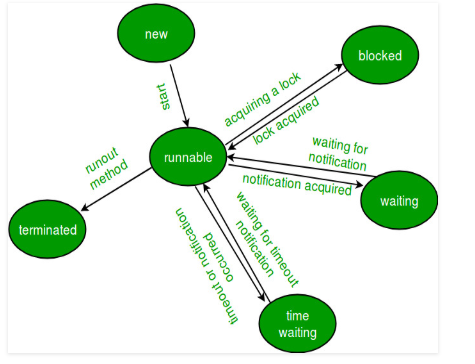 new
start
blocked
acquiring a lock
lock acquired
runnable
waiting for
notification
notification acquired
waiting
runout
method
terminated
waiting for timeout
notification
timeout or notification
occurred
time
waiting